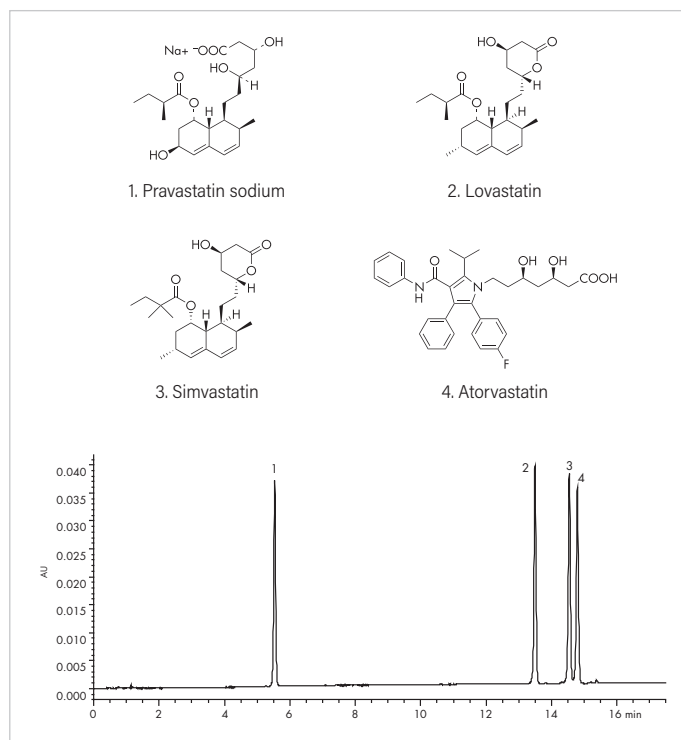 Na+ ⁻OOC
OH
HO
H
O
O
H
HO
1. Pravastatin sodium
HO
O
O
H
O
O
H
H
2. Lovastatin
HO
O
O
H
O
O
H
H
3. Simvastatin
O
N
H
N
OH
OH
COOH
F
4. Atorvastatin
AU
0.040
0.035
0.030
0.025
0.020
0.015
0.010
0.005
0.000
1
2
3
4
0 2 4 6 8 10 12 14 16 min